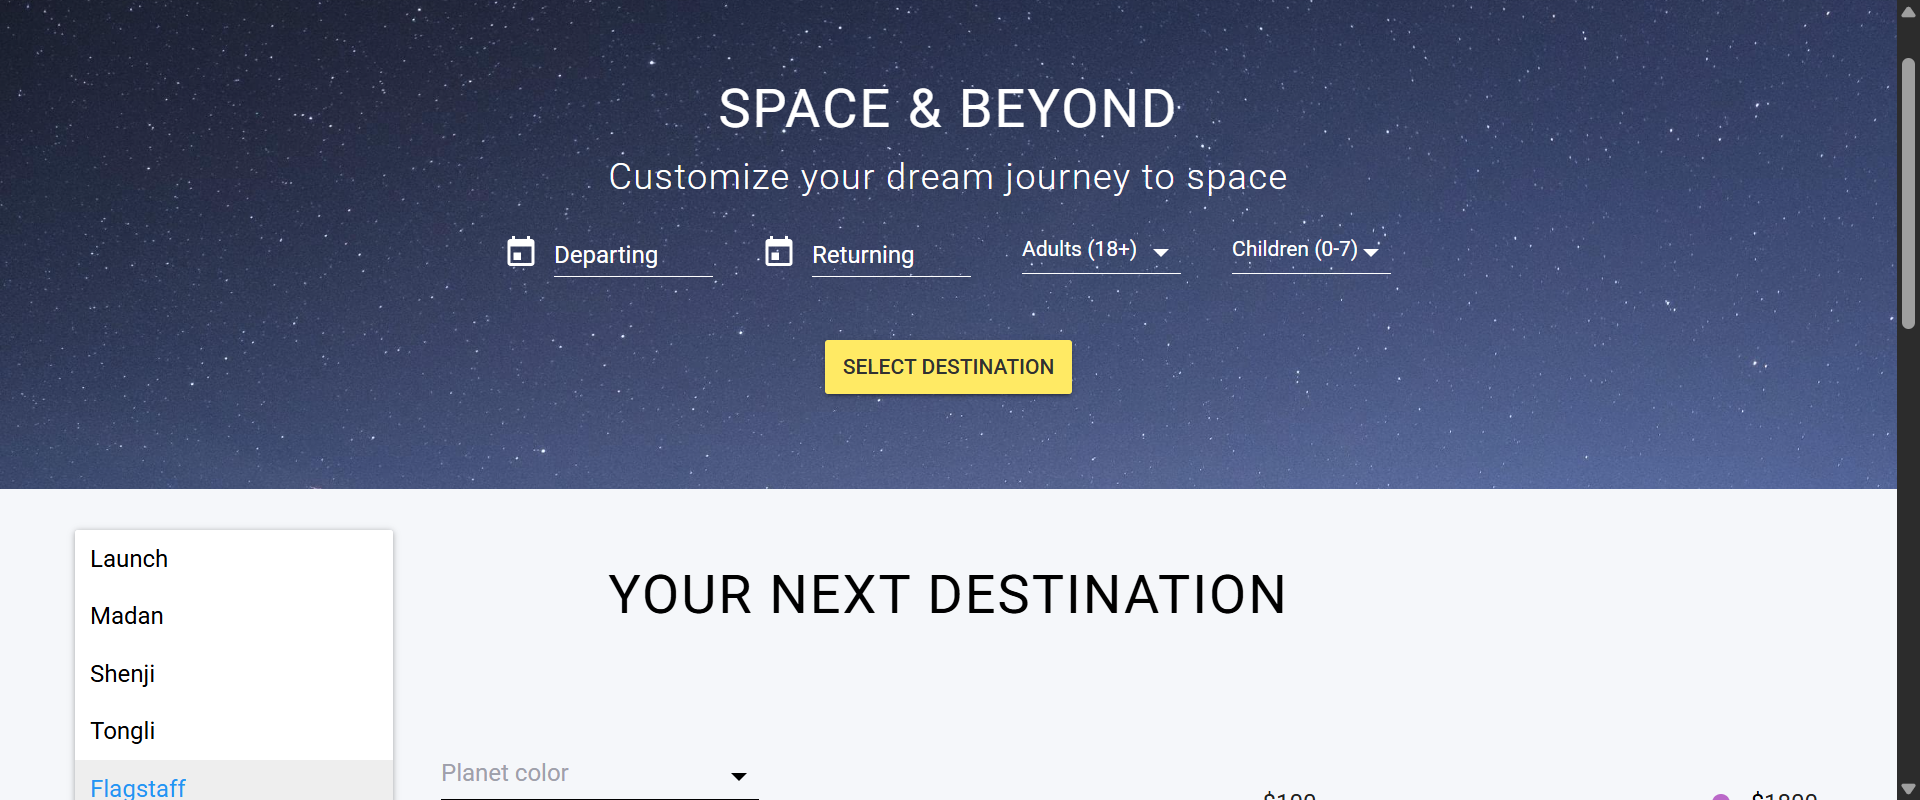 SPACE & BEYOND
Customize your dream journey to space
Departing
Returning
Adults (18+)
Children (0-7)
SELECT DESTINATION
YOUR NEXT DESTINATION
Launch
Madan
Shenji
Tongli
Flagstaff
Planet color
$100
$1800